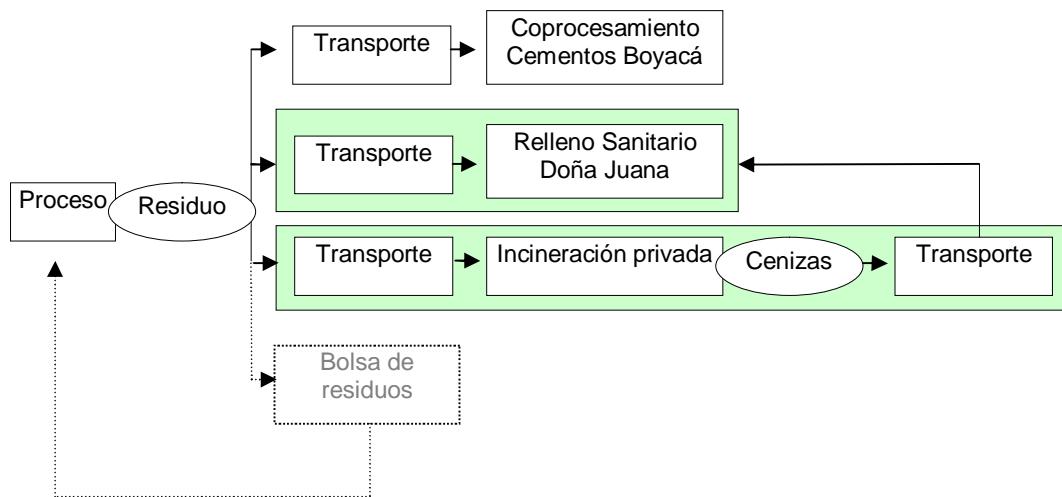 Transporte
Coprocesamiento
Cementos Boyacá
Transporte
Relleno Sanitario
Doña Juana
Proceso
Residuo
Transporte
Incineración privada
Cenizas
Transporte
Bolsa de
residuos